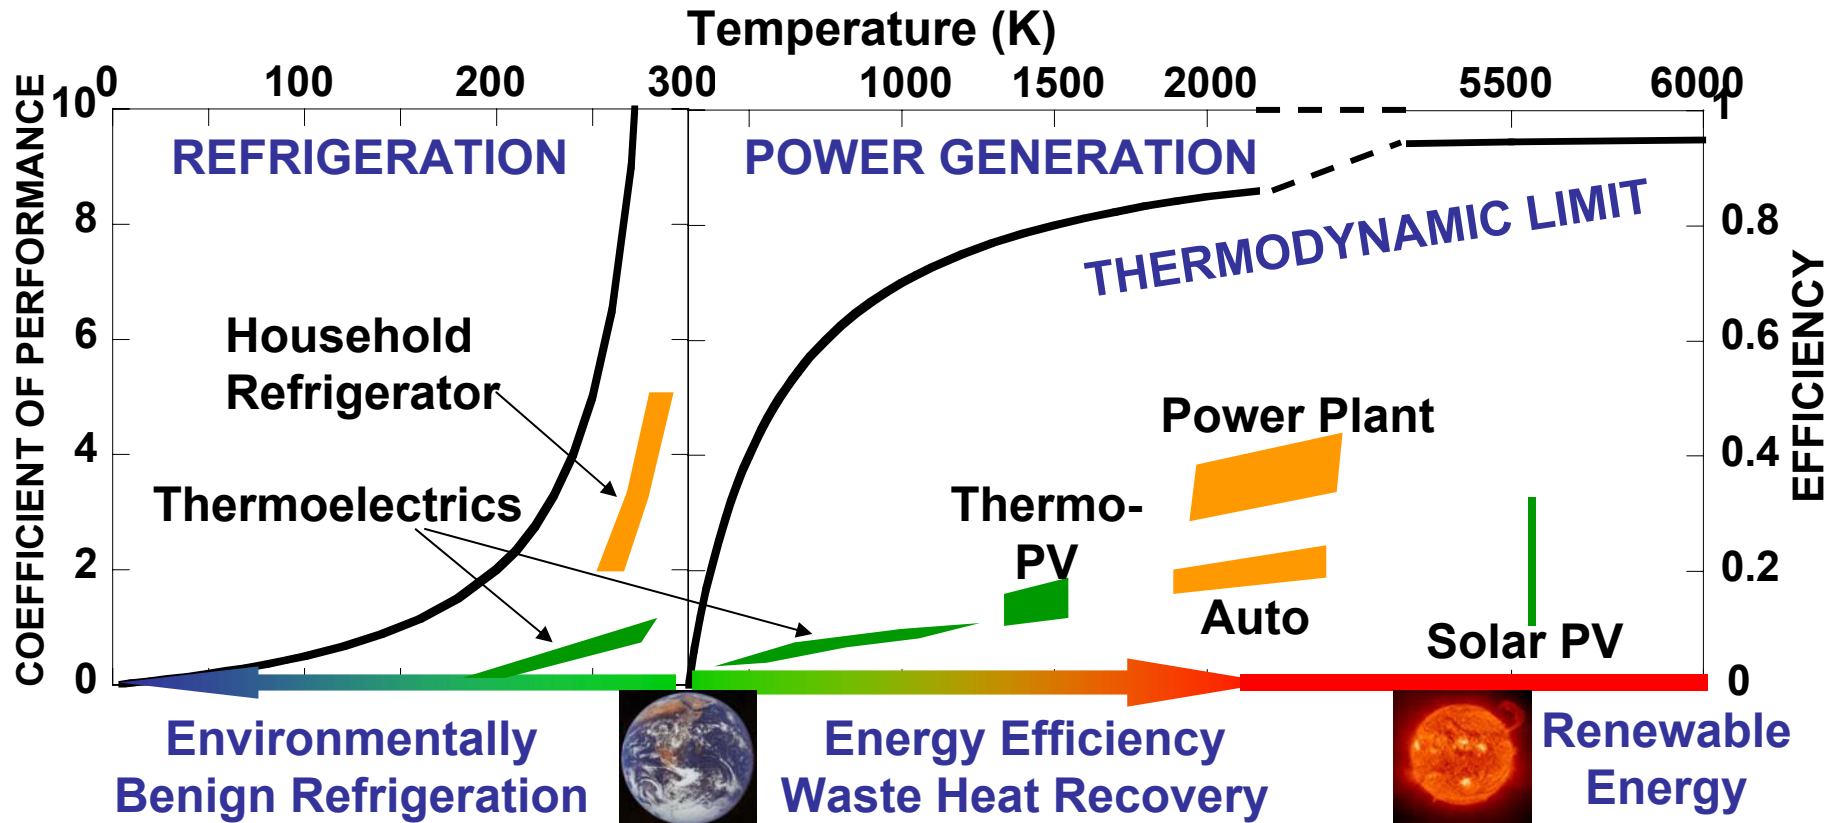 Temperature (K)
0 100 200 300 1000 1500 2000 5500 6000
COEFFICIENT OF PERFORMANCE
10
8
6
4
2
0
REFRIGERATION
POWER GENERATION
THERMODYNAMIC LIMIT
Household
Refrigerator
Thermoelectrics
Thermo-
PV
Power Plant
Auto
Solar PV
1
0.8
0.6
0.4
0.2
0
EFFICIENCY
Environmentally
Benign Refrigeration
Energy Efficiency
Waste Heat Recovery
Renewable
Energy